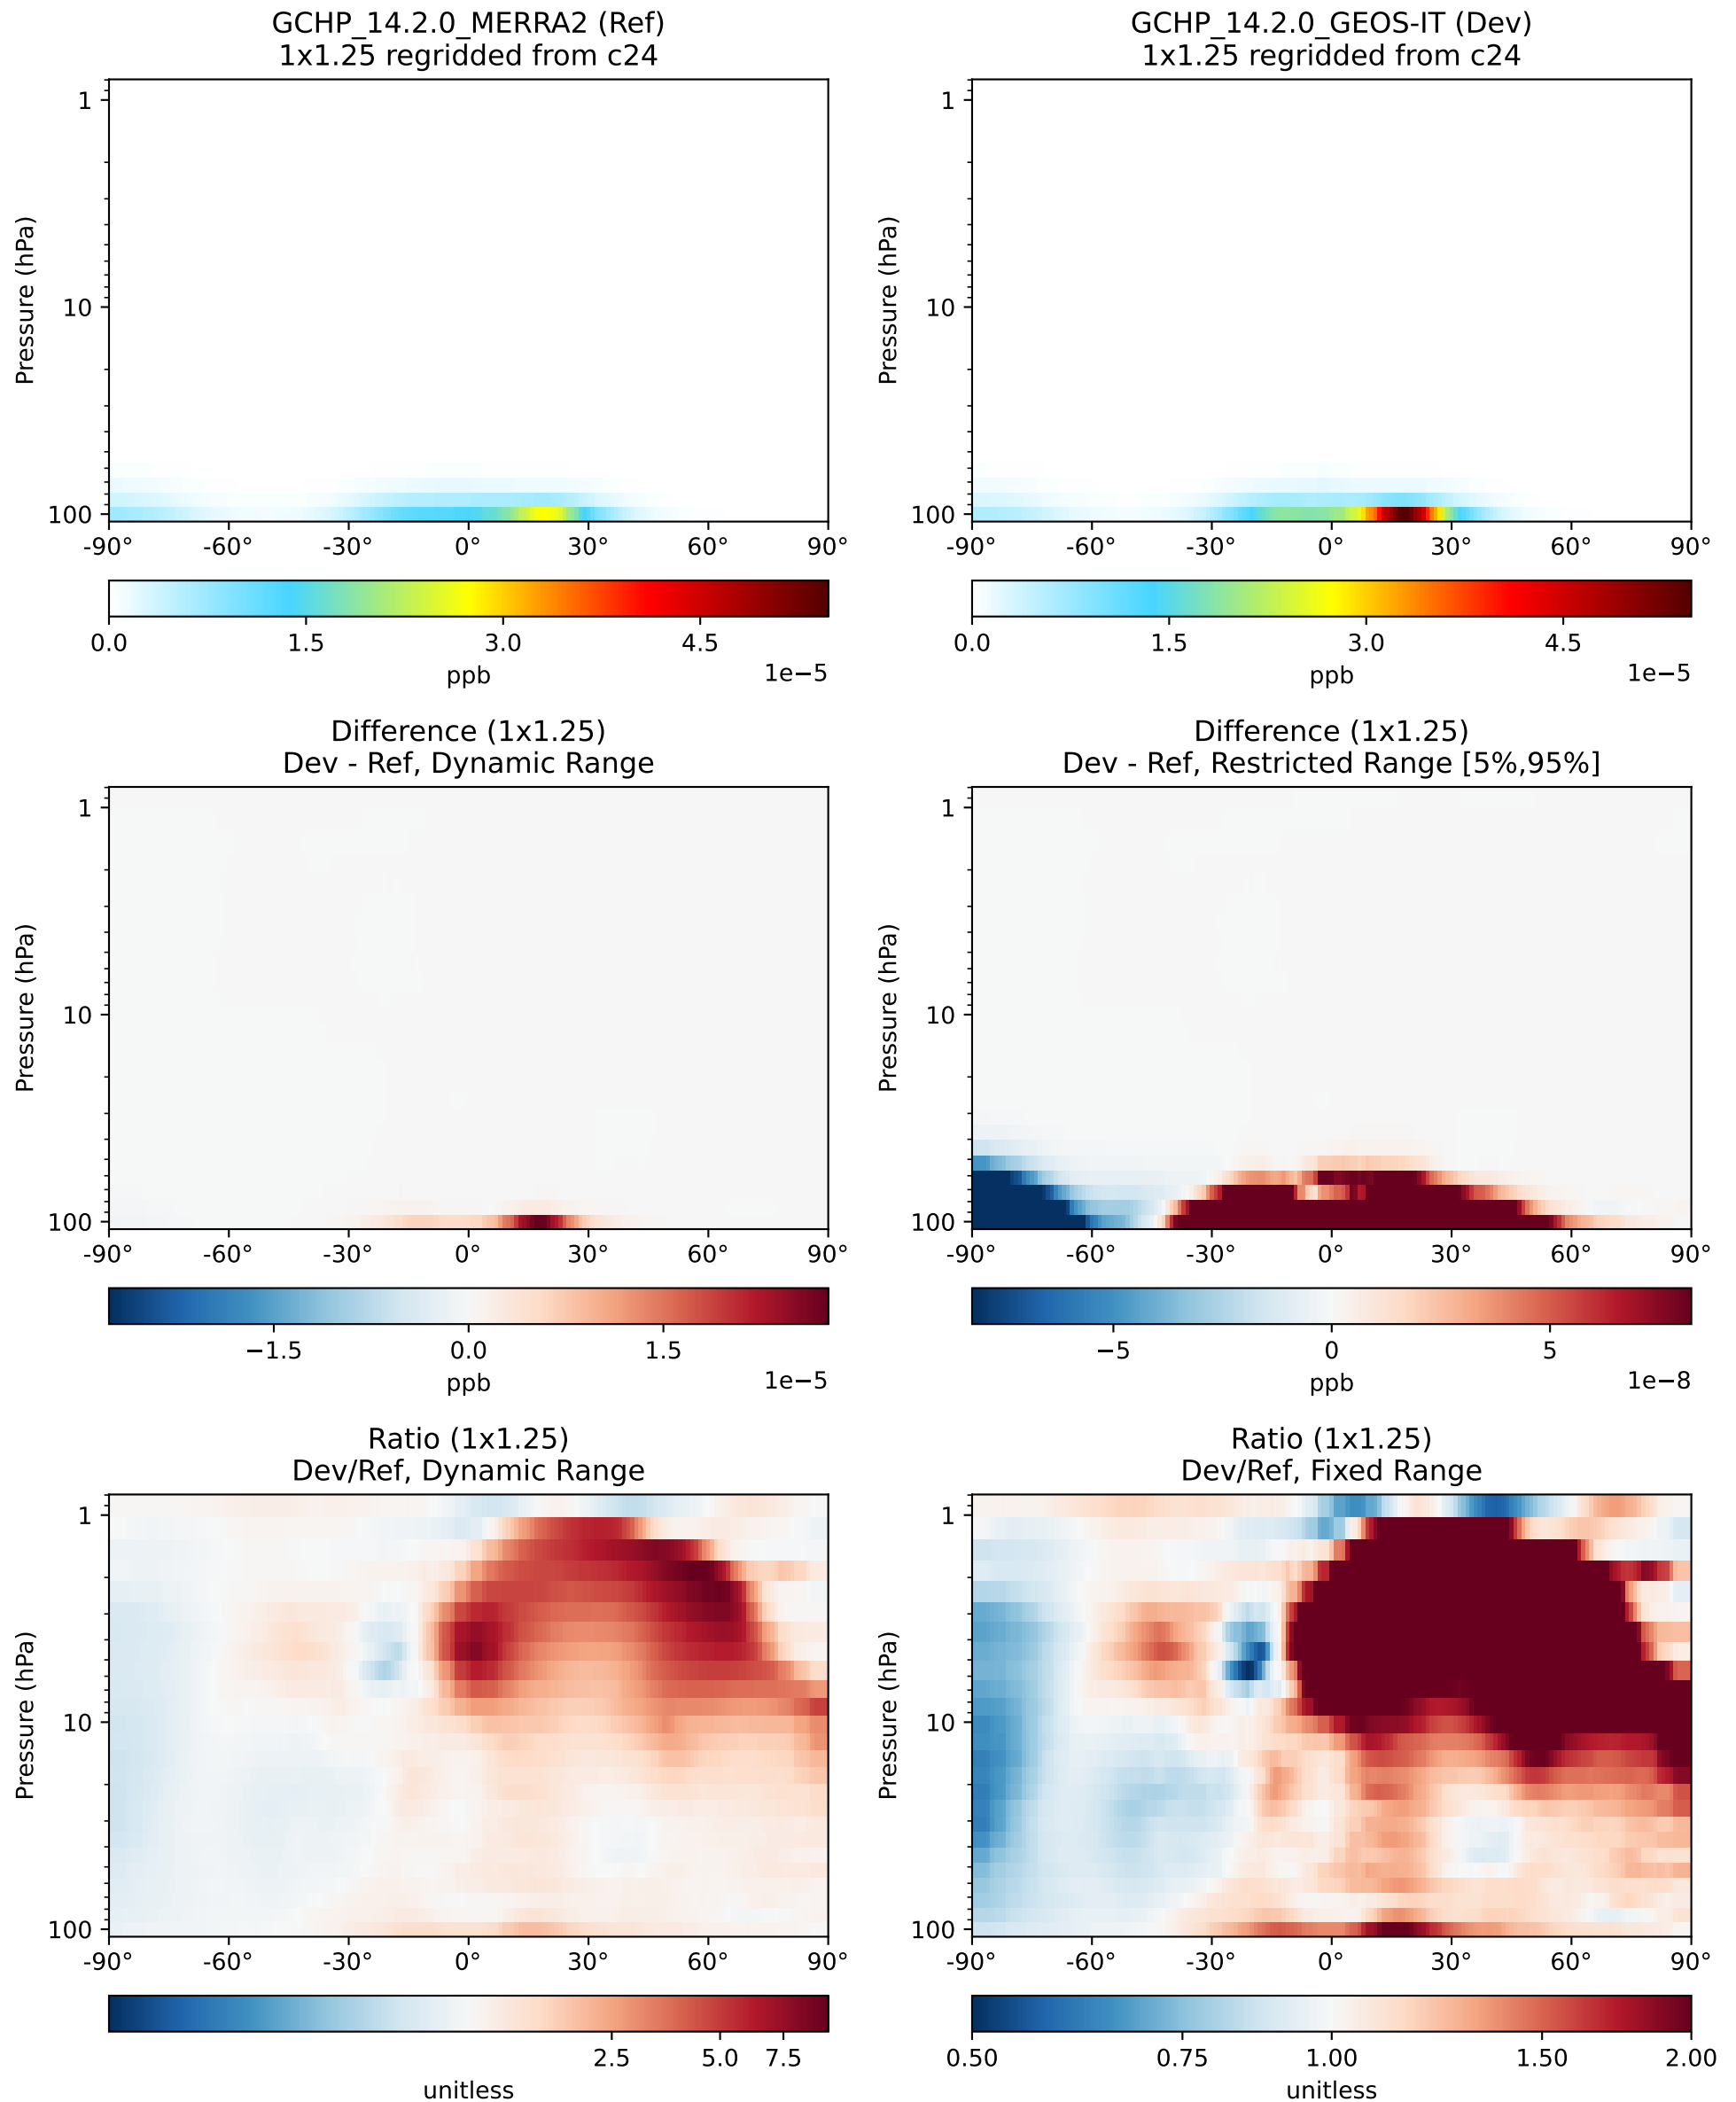 GCHP_14.2.0_MERRA2 (Ref)
1x1.25 regridded from c24
Pressure (hPa)
1
10
100
-90° -60° -30° 0° 30° 60° 90°
0.0 1.5 3.0 4.5
1e−5
ppb
GCHP_14.2.0_GEOS-IT (Dev)
1x1.25 regridded from c24
Pressure (hPa)
1
10
100
-90° -60° -30° 0° 30° 60° 90°
0.0 1.5 3.0 4.5
1e−5
ppb
Difference (1x1.25)
Dev - Ref, Dynamic Range
Pressure (hPa)
1
10
100
-90° -60° -30° 0° 30° 60° 90°
−1.5 0.0 1.5
1e−5
ppb
Difference (1x1.25)
Dev - Ref, Restricted Range [5%,95%]
Pressure (hPa)
1
10
100
-90° -60° -30° 0° 30° 60° 90°
−5 0 5
1e−8
ppb
Ratio (1x1.25)
Dev/Ref, Dynamic Range
Pressure (hPa)
1
10
100
-90° -60° -30° 0° 30° 60° 90°
2.5 5.0 7.5
unitless
Ratio (1x1.25)
Dev/Ref, Fixed Range
Pressure (hPa)
1
10
100
-90° -60° -30° 0° 30° 60° 90°
0.50 0.75 1.00 1.50 2.00
unitless